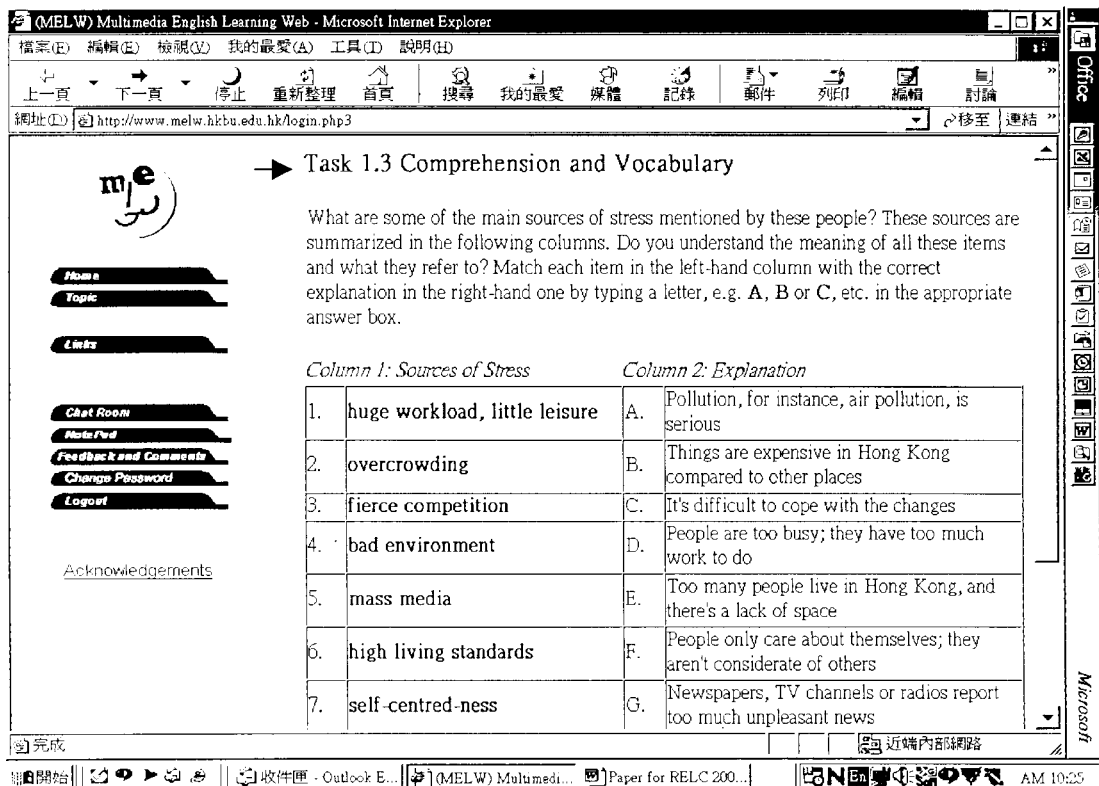 (MELW) Multimedia English Learning Web - Microsoft Internet Explorer
檔案(F) 編輯(E) 檢視(V) 我的最愛(A) 工具(T) 說明(H)
上一頁 下一頁 停止 重新整理 首頁 搜尋 我的最愛 媒體 記錄 郵件 列印 編輯 討論
網址(D) http://www.melw.hkbu.edu.hk/login.php3 移至 連結
Office
m/e
Home
Topic
Links
Chat Room
NotePad
Feedback and Comments
Change Password
Logout
Acknowledgements
Task 1.3 Comprehension and Vocabulary
What are some of the main sources of stress mentioned by these people? These sources are
summarized in the following columns. Do you understand the meaning of all these items
and what they refer to? Match each item in the left-hand column with the correct
explanation in the right-hand one by typing a letter, e.g. A, B or C, etc. in the appropriate
answer box.
Column 1: Sources of Stress Column 2: Explanation
1. huge workload, little leisure A. Pollution, for instance, air pollution, is
serious
2. overcrowding B. Things are expensive in Hong Kong
compared to other places
3. fierce competition C. It's difficult to cope with the changes
4. bad environment D. People are too busy; they have too much
work to do
5. mass media E. Too many people live in Hong Kong, and
there's a lack of space
6. high living standards F. People only care about themselves; they
aren't considerate of others
7. self-centred-ness G. Newspapers, TV channels or radios report
too much unpleasant news
Microsoft
完成 近端內部網路
開始 收件匣 - Outlook E... (MELW) Multimedi... Paper for RELC 200... En AM 10:25